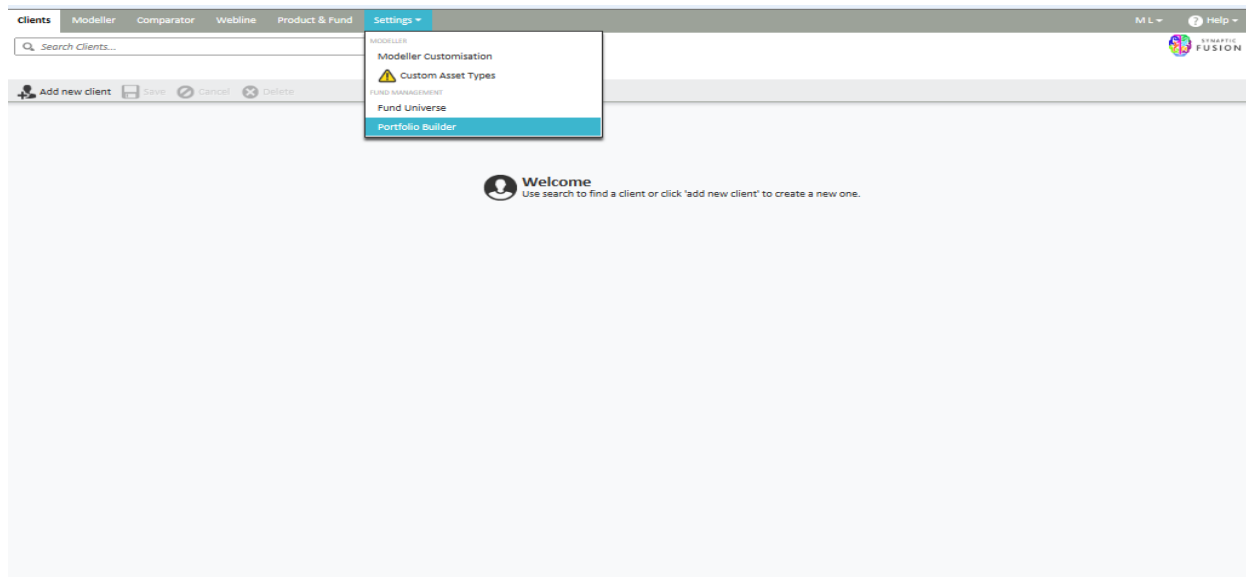 Clients Modeller Comparator Webline Product & Fund Settings M L ? Help
Search Clients...
SYNAPTIC
FUSION
MODELLER
Modeller Customisation
Custom Asset Types
FUND MANAGEMENT
Fund Universe
Portfolio Builder
Add new client Save Cancel Delete
Welcome
Use search to find a client or click 'add new client' to create a new one.